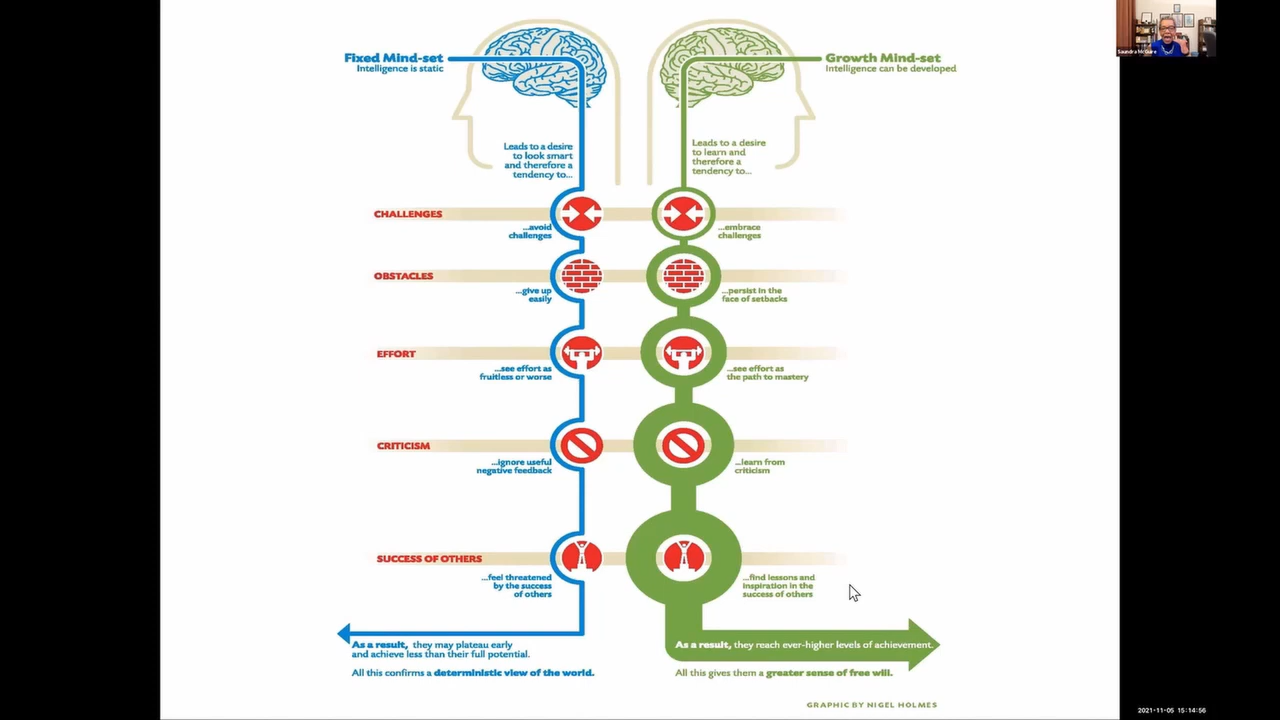 Fixed Mind-set
Intelligence is static
Growth Mind-set
Intelligence can be developed
Leads to a desire
to look smart
and therefore a
tendency to...
Leads to a desire
to learn and
therefore a
tendency to...
CHALLENGES
...avoid
challenges
...embrace
challenges
OBSTACLES
...give up
easily
...persist in the
face of setbacks
EFFORT
...see effort as
fruitless or worse
...see effort as
the path to mastery
CRITICISM
...ignore useful
negative feedback
...learn from
criticism
SUCCESS OF OTHERS
...feel threatened
by the success
of others
...find lessons and
inspiration in the
success of others
As a result, they may plateau early
and achieve less than their full potential.
All this confirms a deterministic view of the world.
As a result, they reach ever-higher levels of achievement.
All this gives them a greater sense of free will.
GRAPHIC BY NIGEL HOLMES
Saundra McGuire
2021-11-05 15:14:56